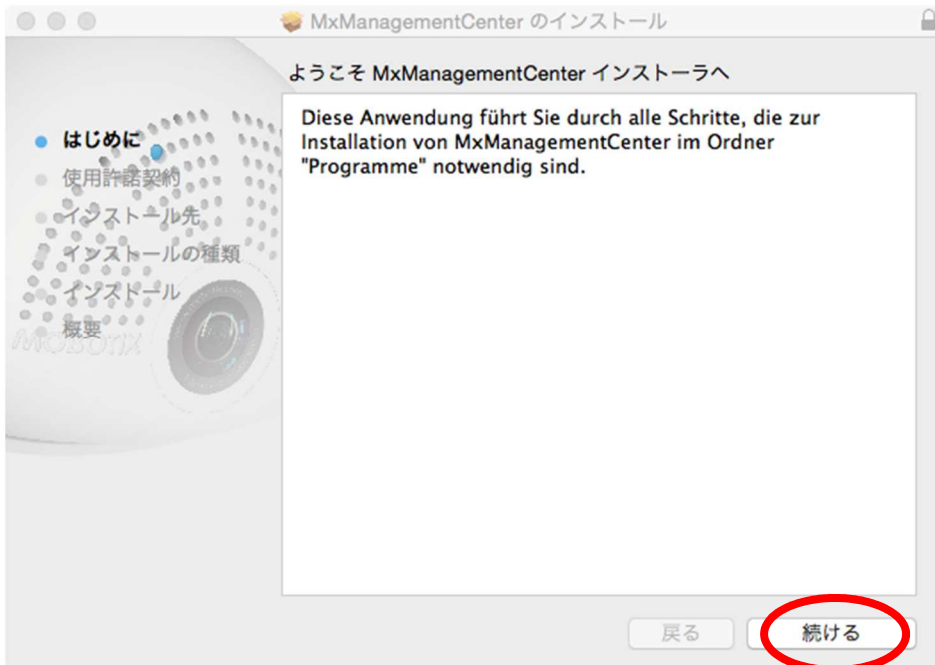 MxManagementCenter のインストール
ようこそ MxManagementCenter インストーラへ
はじめに
使用許諾契約
インストール先
インストールの種類
インストール
概要
MOBOTIX
Diese Anwendung führt Sie durch alle Schritte, die zur
Installation von MxManagementCenter im Ordner
"Programme" notwendig sind.
戻る
続ける